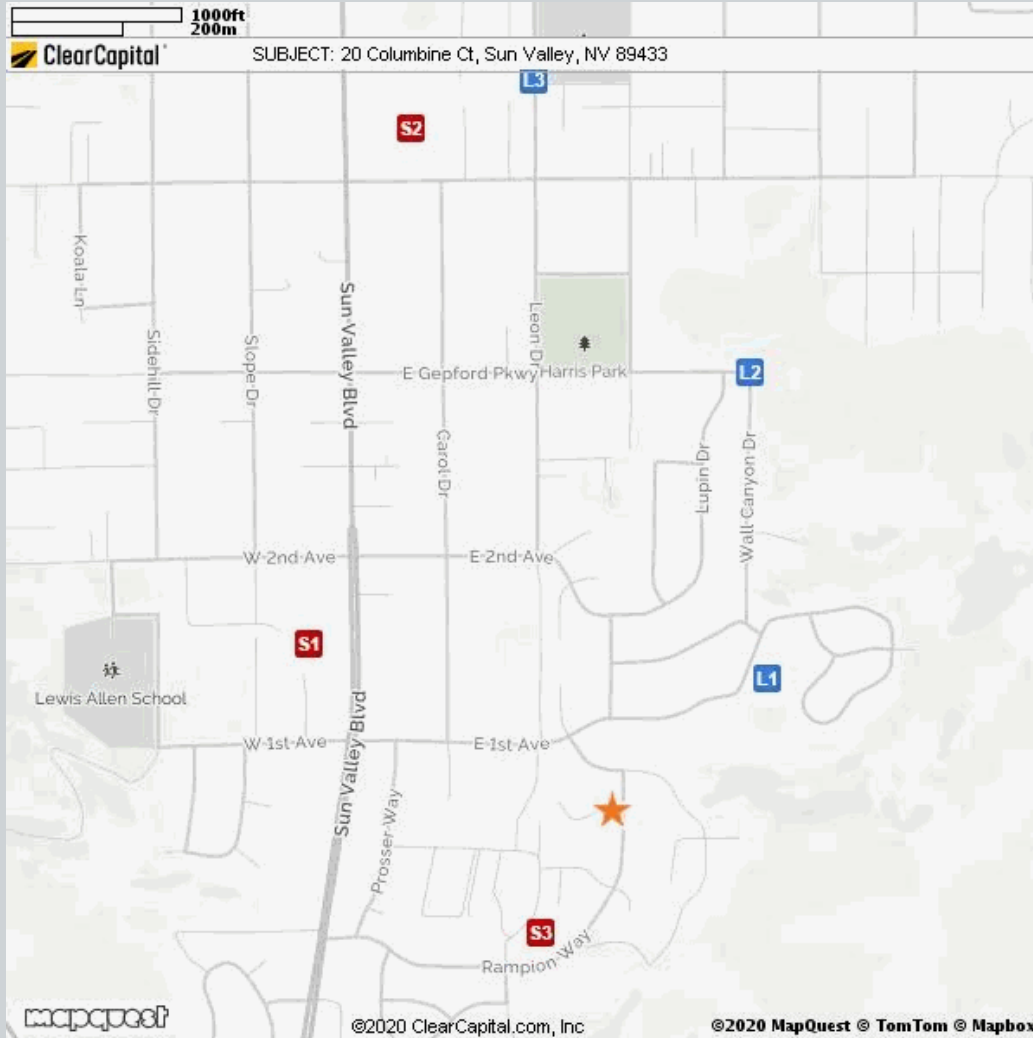 1000ft
200m
ClearCapital
SUBJECT: 20 Columbine Ct, Sun Valley, NV 89433
L3
S2
Koala Ln
Sidehill Dr
Slope Dr
Sun Valley Blvd
Leon Dr
E Gepford Pkwy
Harris Park
L2
Carol Dr
Lupin Dr
Wall Canyon Dr
W 2nd Ave
E 2nd Ave
S1
L1
Lewis Allen School
W 1st Ave
E 1st Ave
Sun Valley Blvd
Prosser Way
S3
Rampion Way
mapquest
©2020 ClearCapital.com, Inc
©2020 MapQuest © TomTom © Mapbox